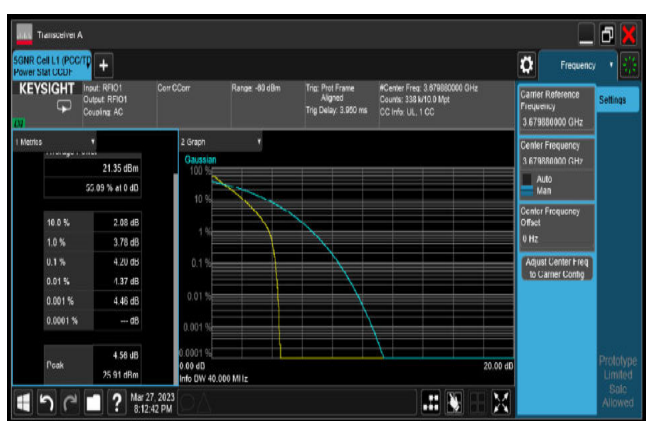 Transceiver A
5GNR Cell L1 (PCC/TD
Power Stat CCDF
Frequency
KEYSIGHT
Input: RFIO1
Output: RFIO1
Coupling: AC
Corr CCorr
Range: -60 dBm
Trig: Prot Frame
Aligned
Trig Delay: 3.950 ms
#Center Freq: 3.679880000 GHz
Counts: 338 k/10.0 Mpt
CC Info: UL, 1 CC
1 Metrics
2 Graph
Average Power
21.35 dBm
55.09 % at 0 dB
10.0 % 2.08 dB
1.0 % 3.78 dB
0.1 % 4.20 dB
0.01 % 4.37 dB
0.001 % 4.46 dB
0.0001 % --- dB
Peak
4.56 dB
25.91 dBm
Gaussian
100 %
10 %
1 %
0.1 %
0.01 %
0.001 %
0.0001 %
0.00 dB
20.00 dB
Info BW 40.000 MHz
Carrier Reference
Frequency
3.679880000 GHz
Center Frequency
3.679880000 GHz
Auto
Man
Center Frequency
Offset
0 Hz
Adjust Center Freq
to Carrier Config
Settings
Prototype
Limited
Sale
Allowed
Mar 27, 2023
8:12:42 PM